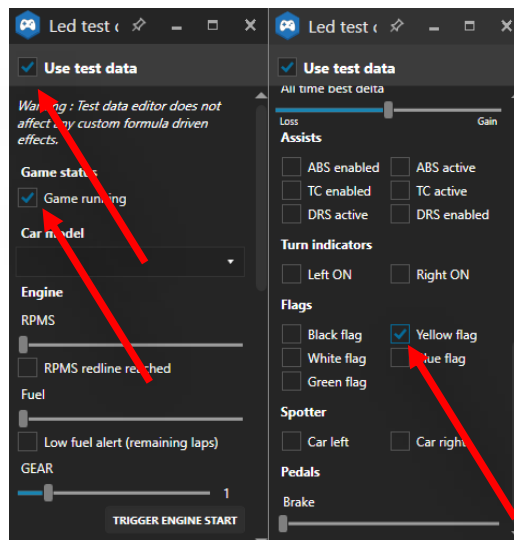 Led test
Use test data
Warning : Test data editor does not
affect any custom formula driven
effects.
Game status
Game running
Car model
Engine
RPMS
RPMS redline reached
Fuel
Low fuel alert (remaining laps)
GEAR
1
TRIGGER ENGINE START
Led test
Use test data
All time best delta
Loss Gain
Assists
ABS enabled ABS active
TC enabled TC active
DRS active DRS enabled
Turn indicators
Left ON Right ON
Flags
Black flag Yellow flag
White flag Blue flag
Green flag
Spotter
Car left Car right
Pedals
Brake